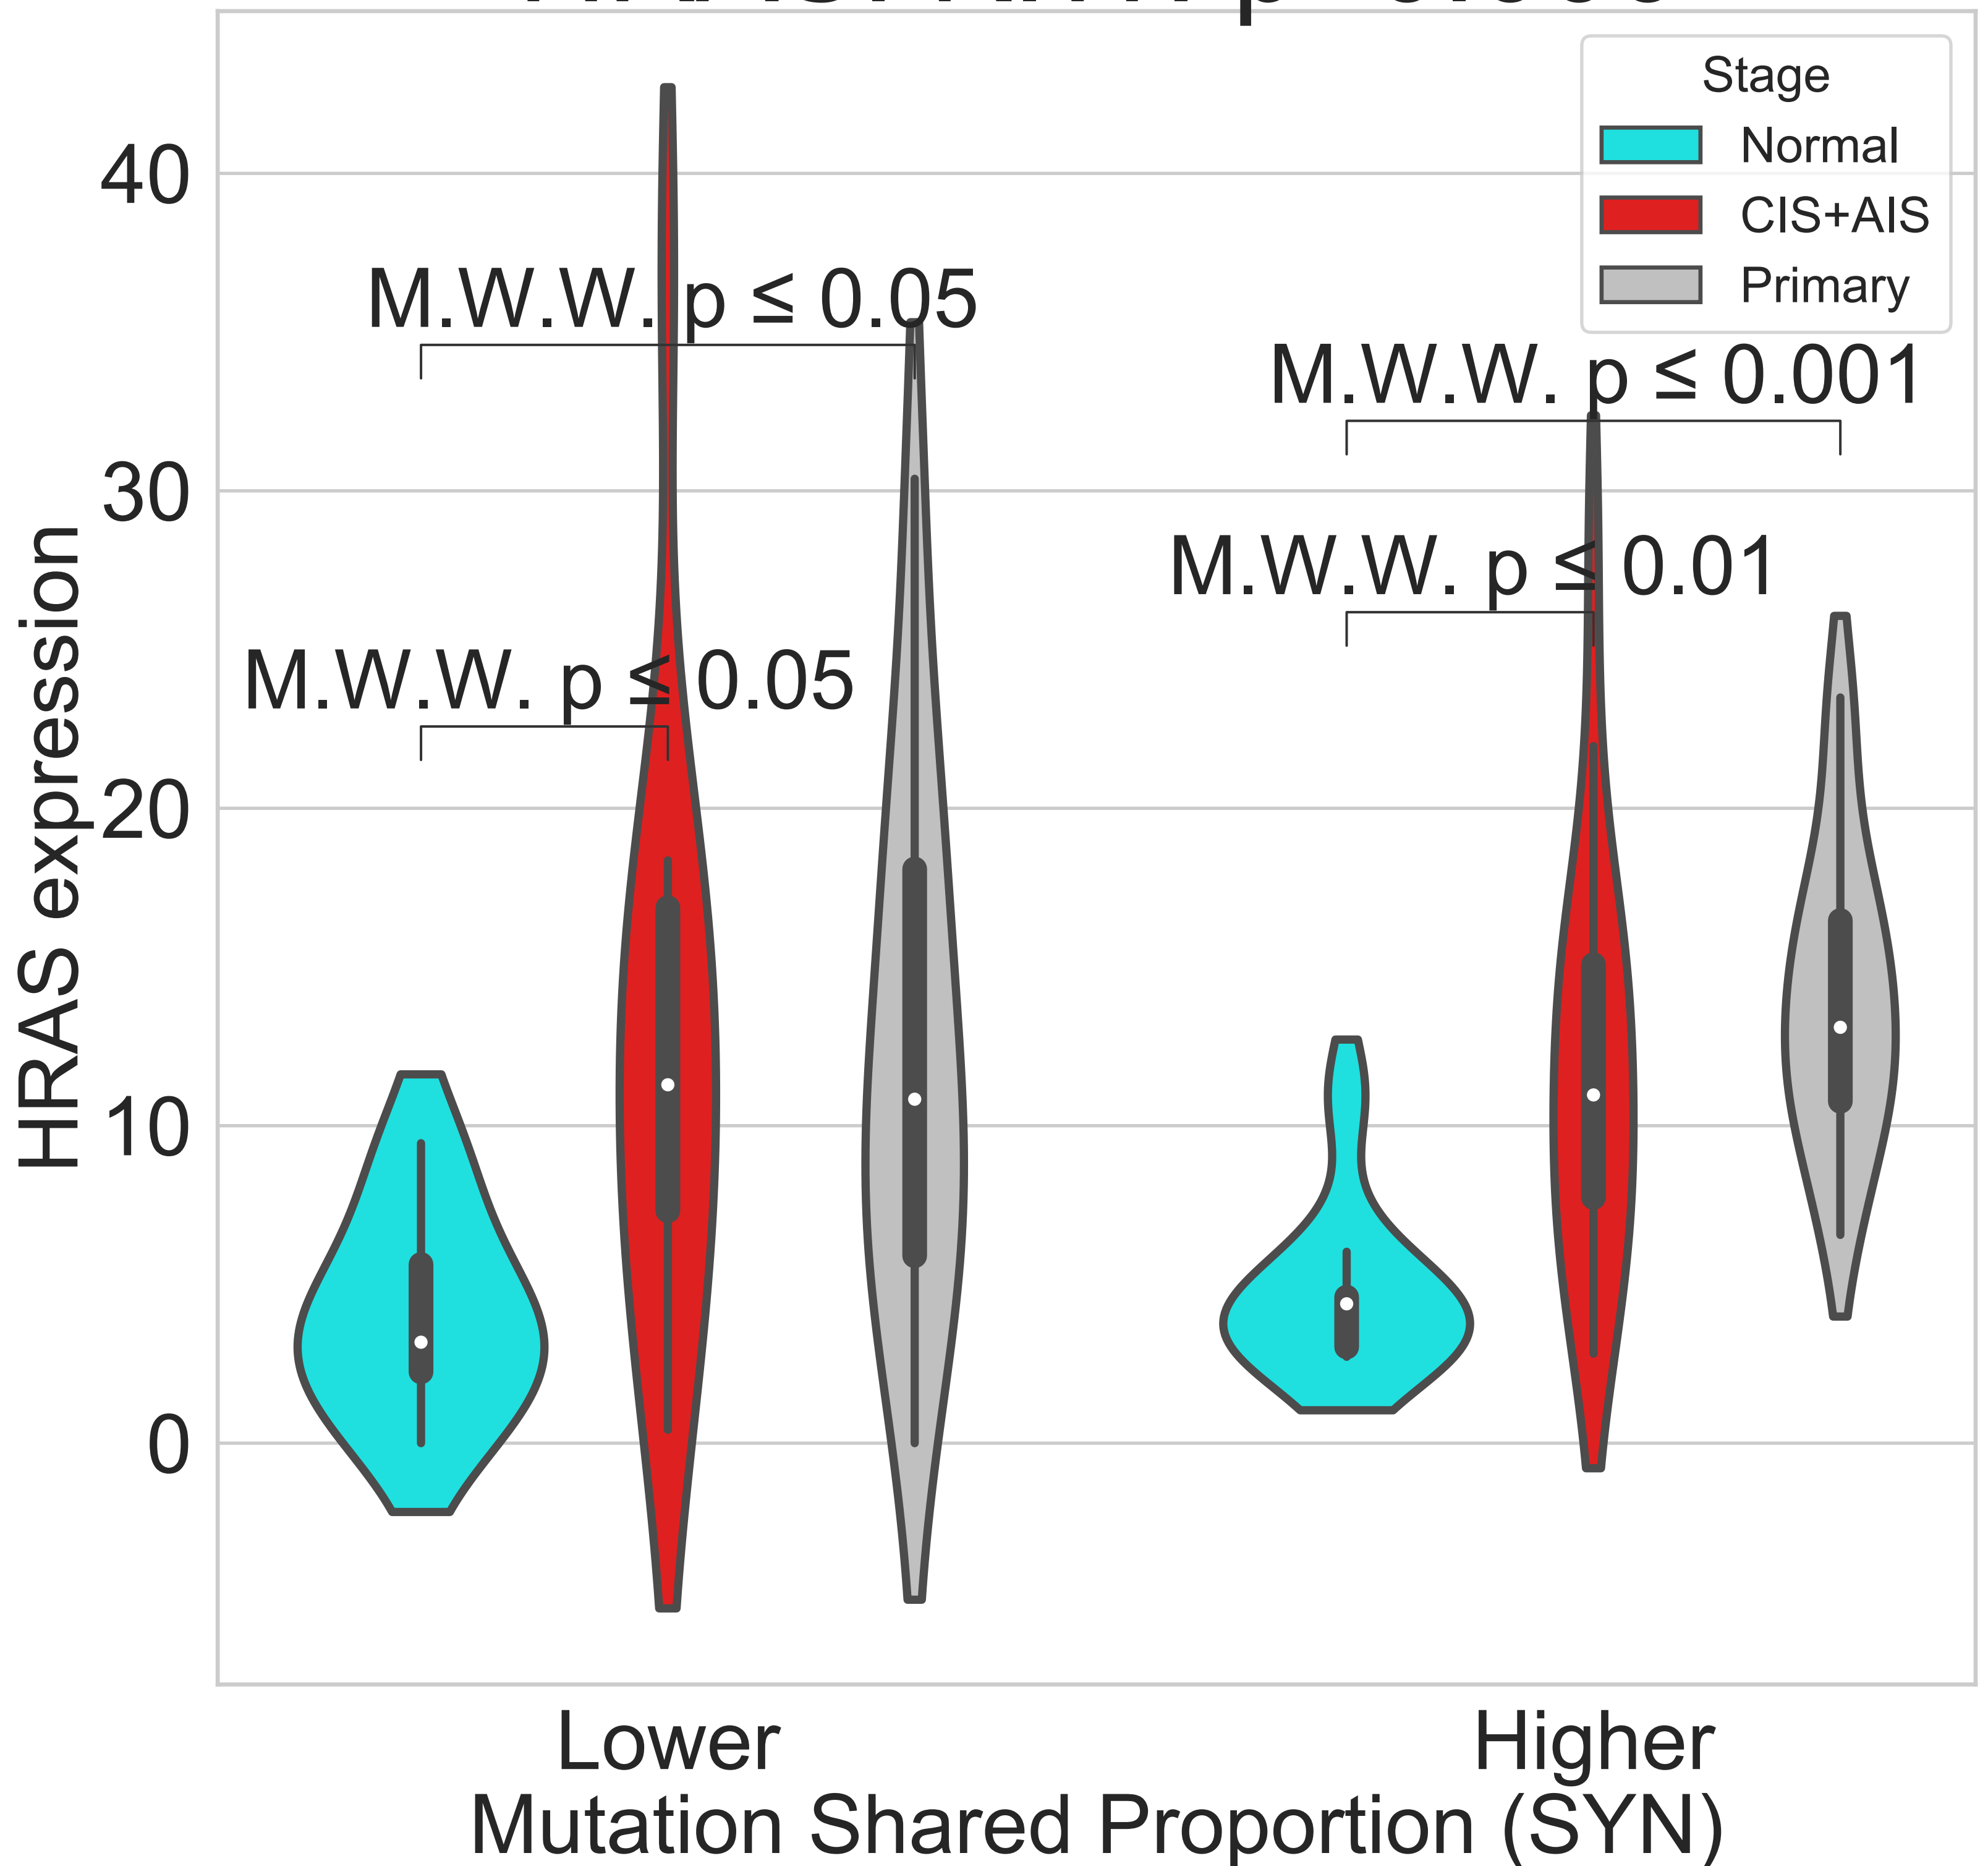 Stage
Normal
CIS+AIS
Primary
40
30
20
10
0
HRAS expression
M.W.W. p ≤ 0.05
M.W.W. p ≤ 0.001
M.W.W. p ≤ 0.01
M.W.W. p ≤ 0.05
Lower
Higher
Mutation Shared Proportion (SYN)